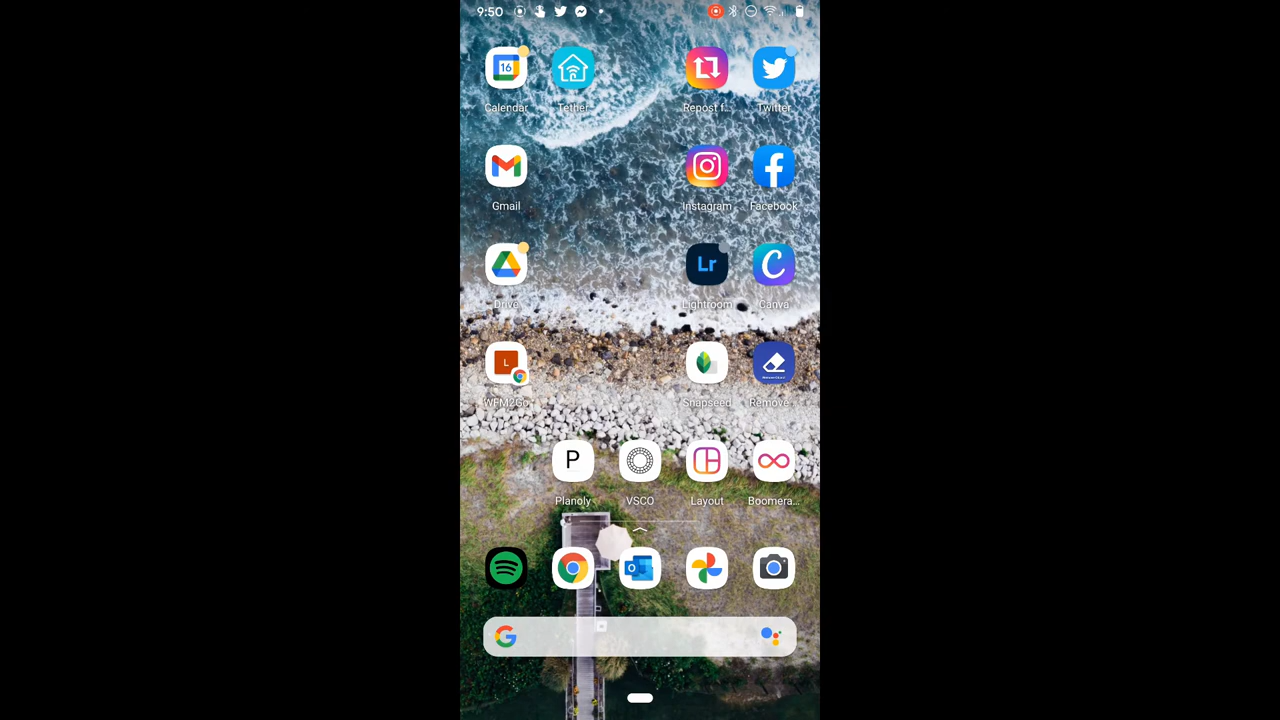 9:50
16
Calendar
Tether
Repost f...
Twitter
Gmail
Instagram
Facebook
Drive
Lr
Lightroom
Canva
L
WFM2Go
Snapseed
Remove...
P
Planoly
VSCO
Layout
Boomera...